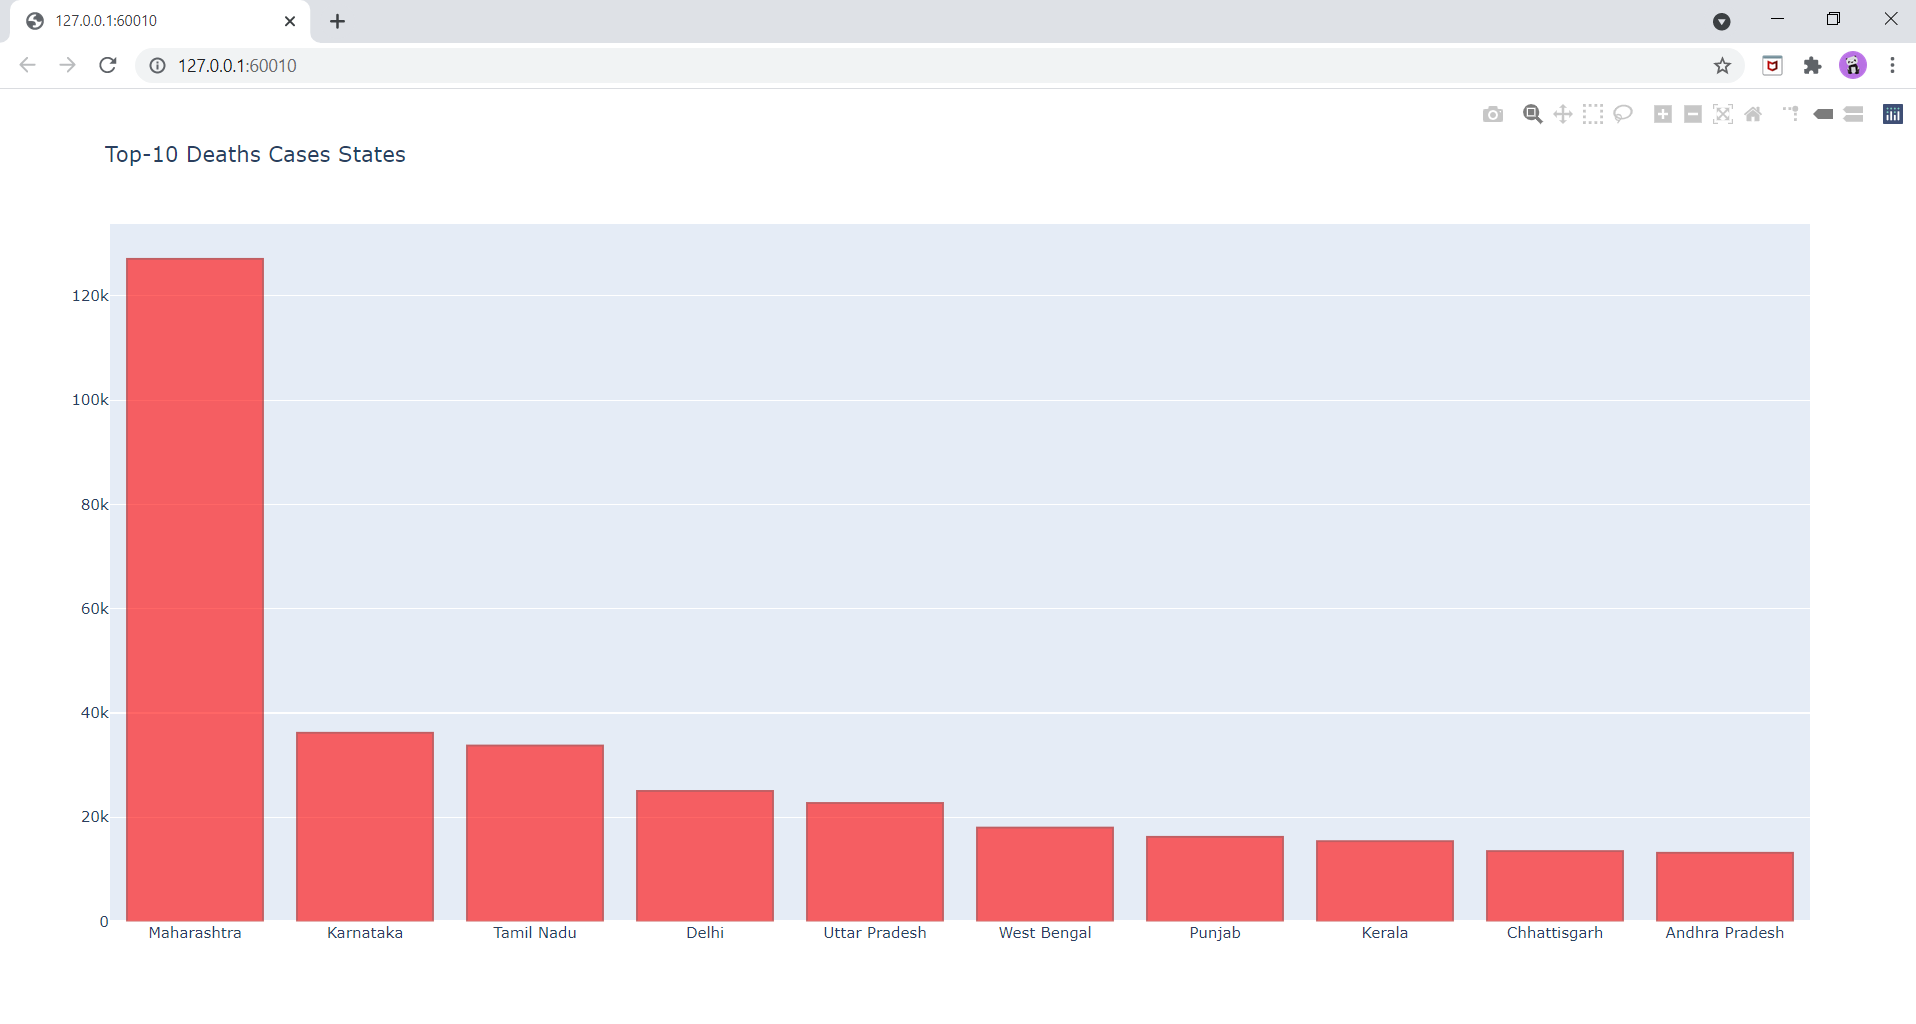 127.0.0.1:60010
127.0.0.1:60010
Top-10 Deaths Cases States
120k
100k
80k
60k
40k
20k
0
Maharashtra Karnataka Tamil Nadu Delhi Uttar Pradesh West Bengal Punjab Kerala Chhattisgarh Andhra Pradesh